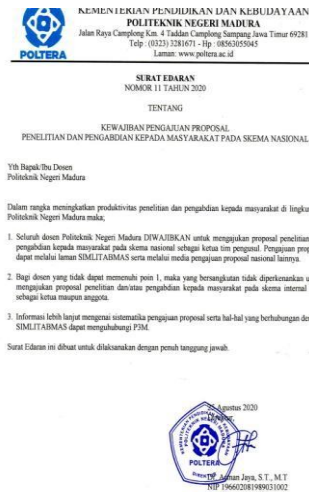 KEMENTERIAN PENDIDIKAN DAN KEBUDAYAAN
POLITEKNIK NEGERI MADURA
Jalan Raya Camplong Km. 4 Taddan Camplong Sampang Jawa Timur 69281
Telp : (0323) 3281671 - Hp : 08563055045
Laman: www.poltera.ac.id
POLTERA
SURAT EDARAN
NOMOR 11 TAHUN 2020
TENTANG
KEWAJIBAN PENGAJUAN PROPOSAL
PENELITIAN DAN PENGABDIAN KEPADA MASYARAKAT PADA SKEMA NASIONAL
Yth Bapak/Ibu Dosen
Politeknik Negeri Madura
Dalam rangka meningkatkan produktivitas penelitian dan pengabdian kepada masyarakat di lingku
Politeknik Negeri Madura maka;
1. Seluruh dosen Politeknik Negeri Madura DIWAJIBKAN untuk mengajukan proposal penelitian
pengabdian kepada masyarakat pada skema nasional sebagai ketua tim pengusul. Pengajuan prop
dapat melalui laman SIMLITABMAS serta melalui media pengajuan proposal nasional lainnya.
2. Bagi dosen yang tidak dapat memenuhi poin 1, maka yang bersangkutan tidak diperkenankan u
mengajukan proposal penelitian dan/atau pengabdian kepada masyarakat pada skema internal
sebagai ketua maupun anggota.
3. Informasi lebih lanjut mengenai sistematika pengajuan proposal serta hal-hal yang berhubungan den
SIMLITABMAS dapat menguhubungi P3M.
Surat Edaran ini dibuat untuk dilaksanakan dengan penuh tanggung jawab.
Agustus 2020
POLTERA
DIREKTUR
Jaya, S.T., M.T
NIP 196602081989031002